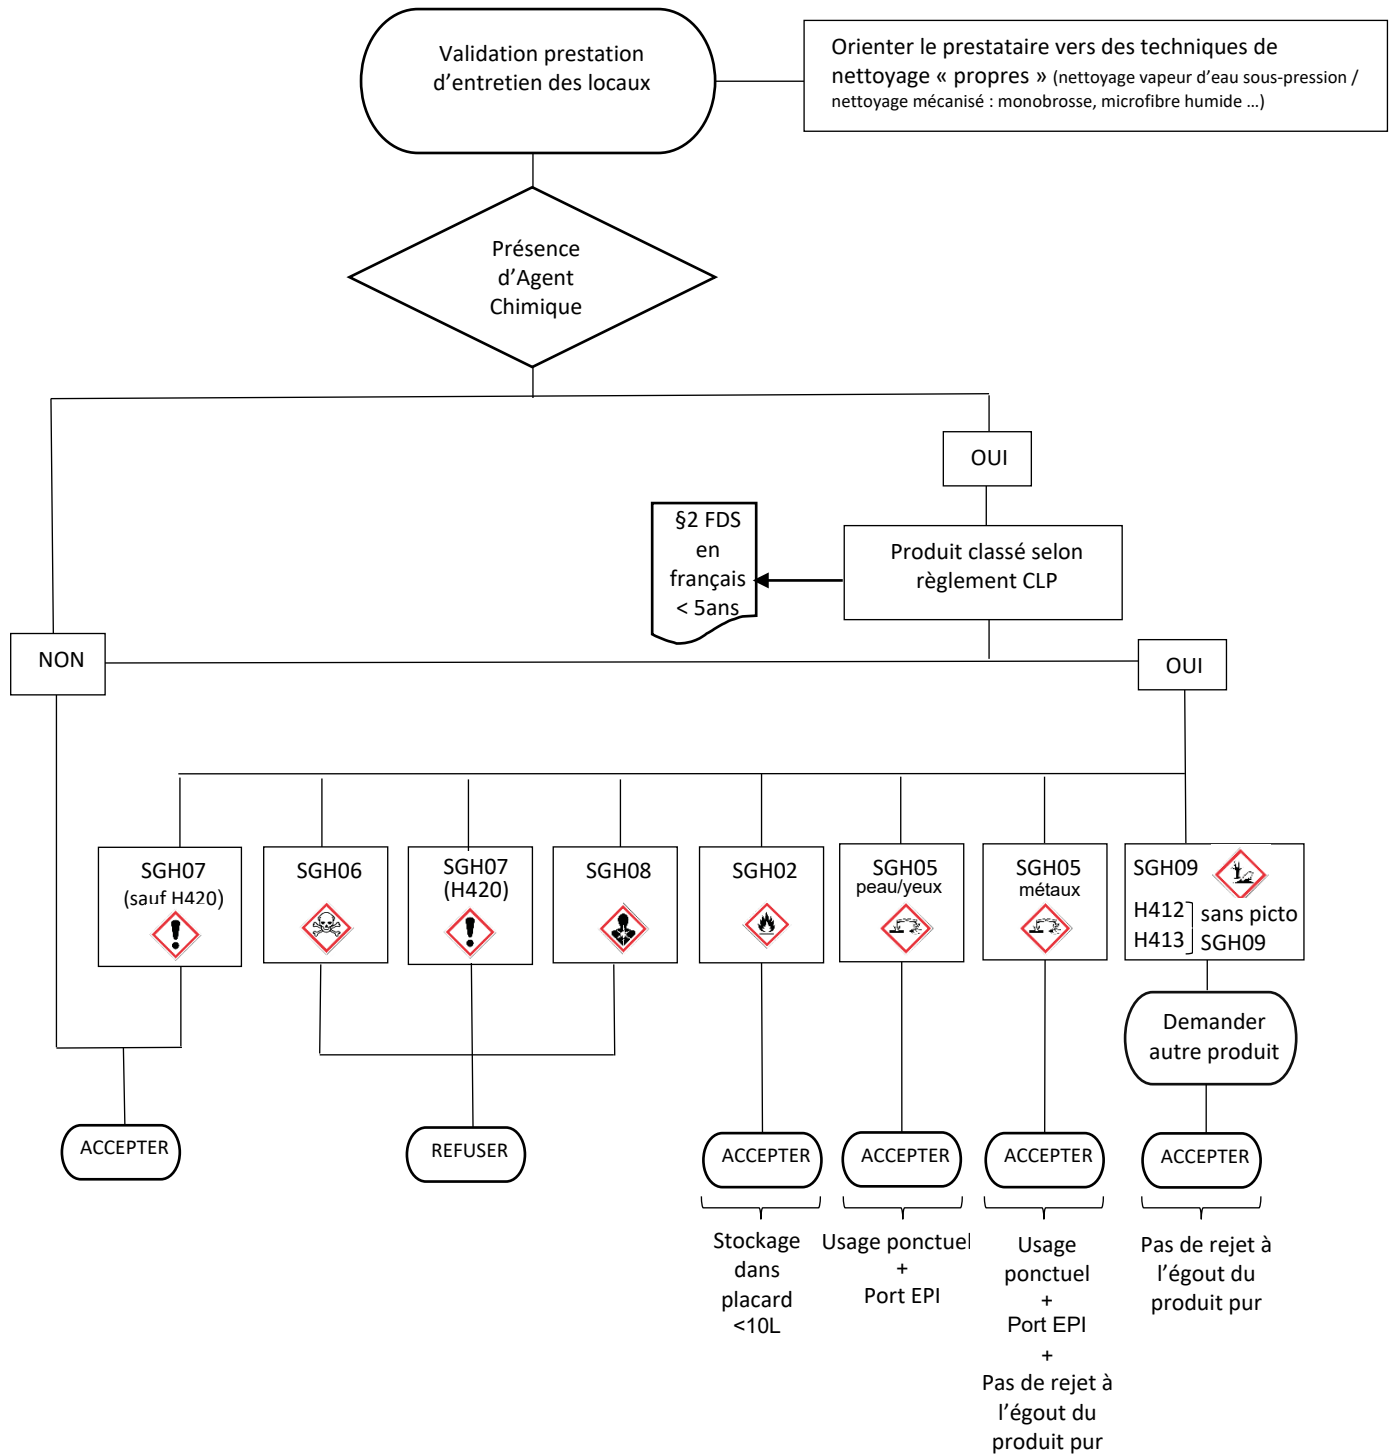 Validation prestation
d’entretien des locaux
Orienter le prestataire vers des techniques de
nettoyage « propres » (nettoyage vapeur d’eau sous-pression /
nettoyage mécanisé : monobrosse, microfibre humide …)
Présence
d’Agent
Chimique
OUI
§2 FDS
en
français
< 5ans
Produit classé selon
règlement CLP
NON
OUI
SGH07
(sauf H420)
SGH06
SGH07
(H420)
SGH08
SGH02
SGH05
peau/yeux
SGH05
métaux
SGH09
H412
H413
sans picto
SGH09
Demander
autre produit
ACCEPTER
REFUSER
ACCEPTER
ACCEPTER
ACCEPTER
ACCEPTER
Stockage
dans
placard
<10L
Usage ponctuel
+
Port EPI
Usage
ponctuel
+
Port EPI
+
Pas de rejet à
l’égout du
produit pur
Pas de rejet à
l’égout du
produit pur